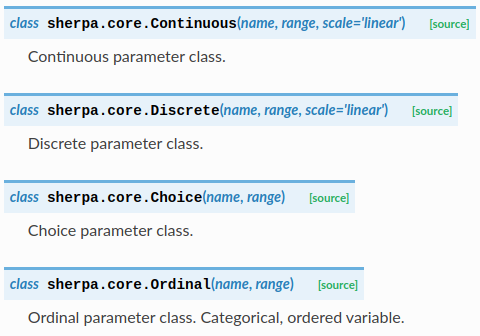 class sherpa.core.Continuous(name, range, scale='linear') [source]
Continuous parameter class.
class sherpa.core.Discrete(name, range, scale='linear') [source]
Discrete parameter class.
class sherpa.core.Choice(name, range) [source]
Choice parameter class.
class sherpa.core.Ordinal(name, range) [source]
Ordinal parameter class. Categorical, ordered variable.